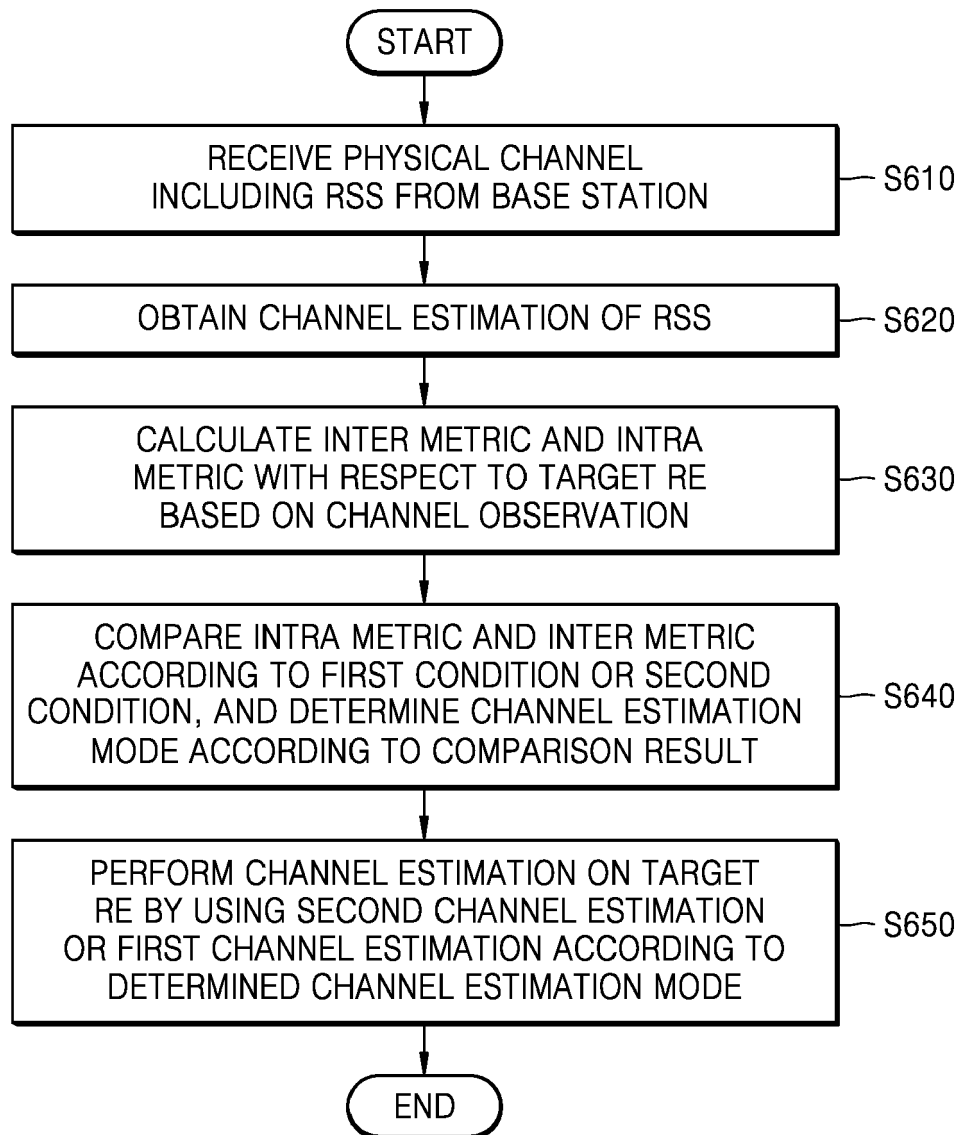 START
RECEIVE PHYSICAL CHANNEL
INCLUDING RSS FROM BASE STATION
S610
OBTAIN CHANNEL ESTIMATION OF RSS
S620
CALCULATE INTER METRIC AND INTRA
METRIC WITH RESPECT TO TARGET RE
BASED ON CHANNEL OBSERVATION
S630
COMPARE INTRA METRIC AND INTER METRIC
ACCORDING TO FIRST CONDITION OR SECOND
CONDITION, AND DETERMINE CHANNEL ESTIMATION
MODE ACCORDING TO COMPARISON RESULT
S640
PERFORM CHANNEL ESTIMATION ON TARGET
RE BY USING SECOND CHANNEL ESTIMATION
OR FIRST CHANNEL ESTIMATION ACCORDING TO
DETERMINED CHANNEL ESTIMATION MODE
S650
END